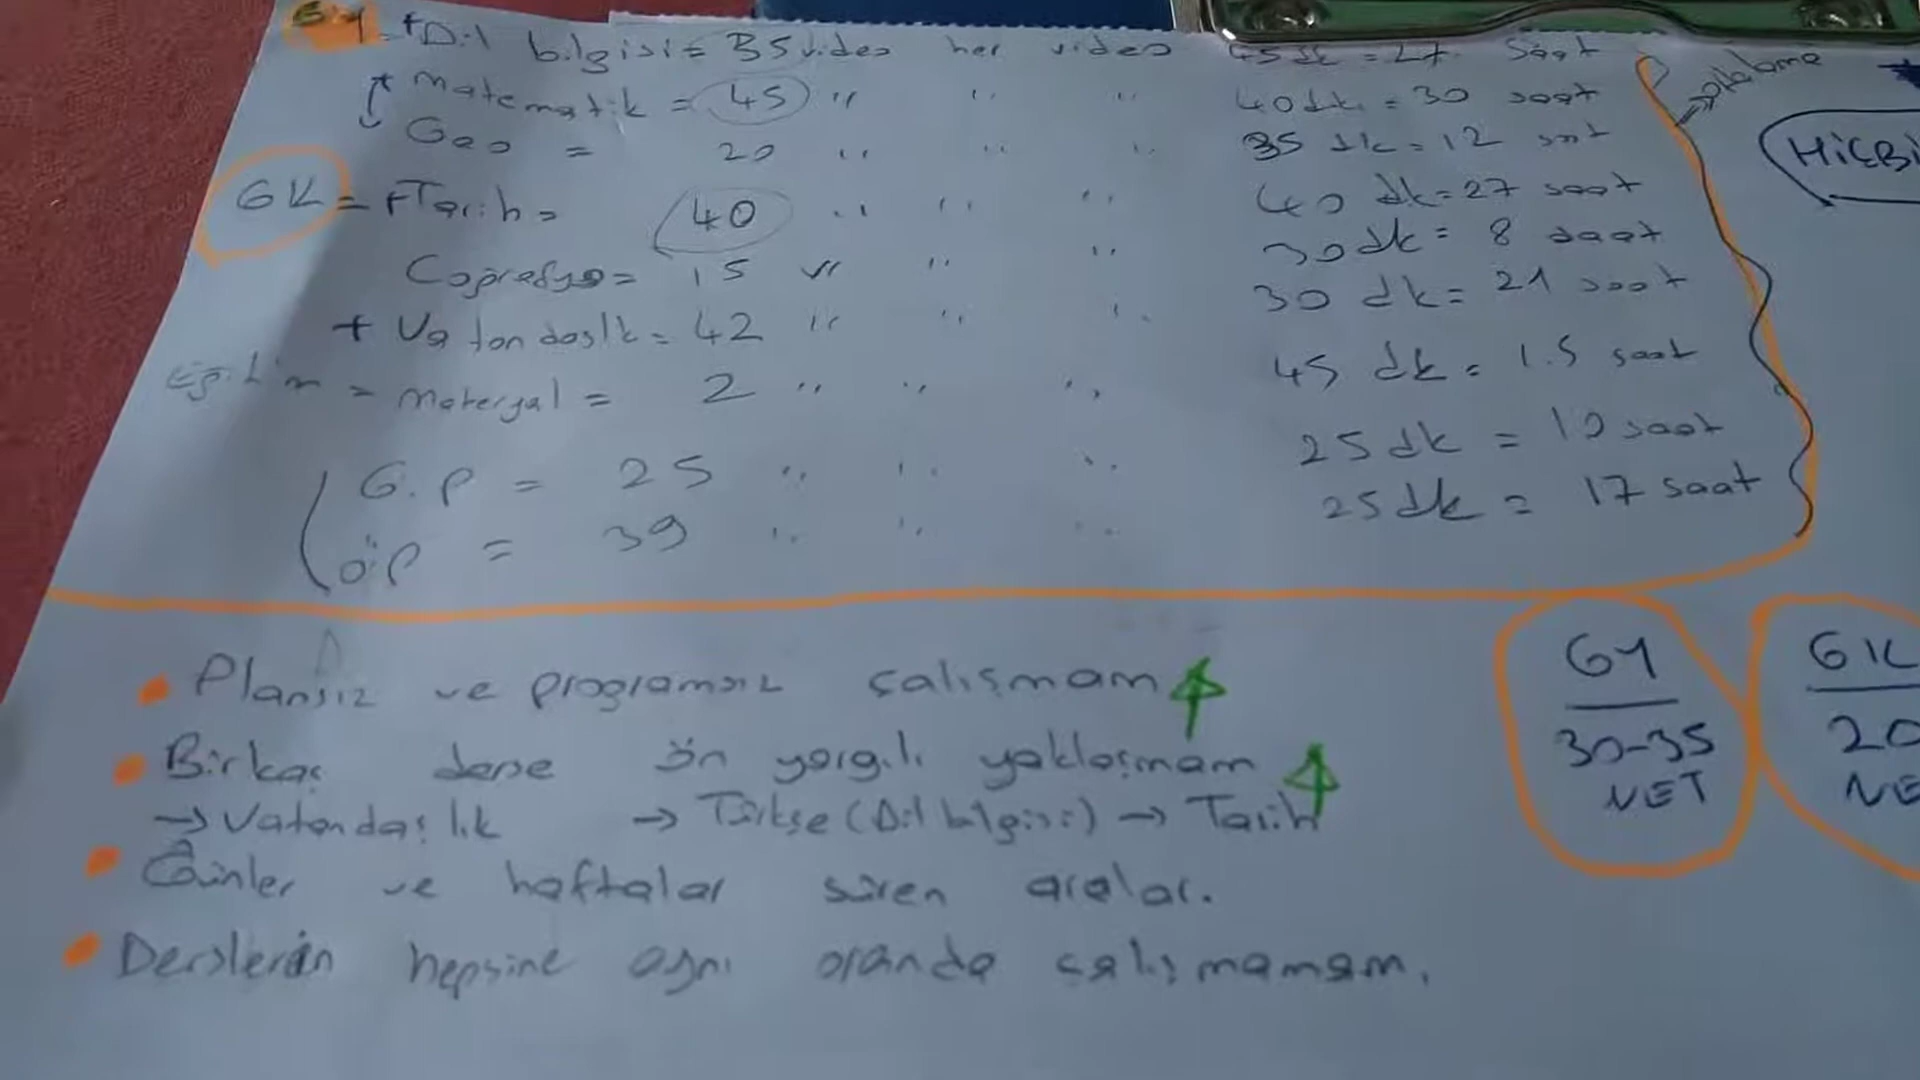 GY = + Dil bilgisi = 35 video her video 45 dk = 27 saat
Matematik = 45 " " " 40 dk = 30 saat
Geo = 20 " " " 35 dk = 12 saat
GK = + Tarih = 40 " " " 40 dk = 27 saat
Coğrafya = 15 " " " 30 dk = 8 saat
+ Vatandaşlık = 42 " " " 30 dk = 21 saat
Eğitim = Materyal = 2 " " " 45 dk = 1.5 saat
G.P = 25 " " " 25 dk = 10 saat
Ö.P = 39 " " " 25 dk = 17 saat
HİÇBİ
• Plansız ve programsız çalışmam
• Birkaç derse ön yargılı yaklaşmam
→ Vatandaşlık → Türkçe (Dil bilgisi) → Tarih
• Günler ve haftalar süren aralar.
• Derslerin hepsine aynı oranda çalışmamam.
GY
30-35
NET
GK
20
NE